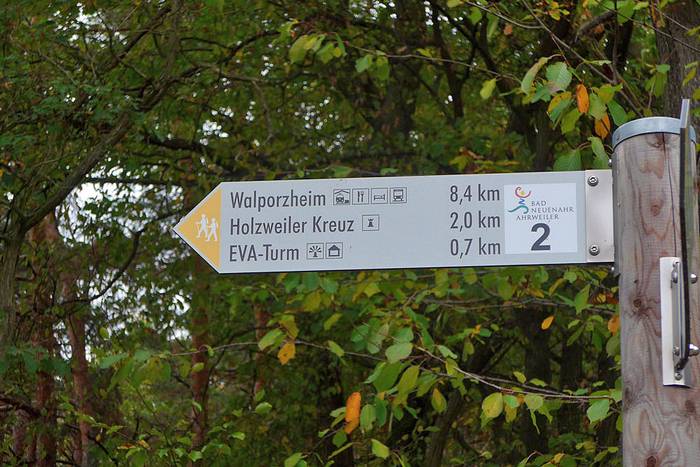 Walporzheim 8,4 km
Holzweiler Kreuz 2,0 km
EVA-Turm 0,7 km
BAD
NEUENAHR
AHRWEILER
2